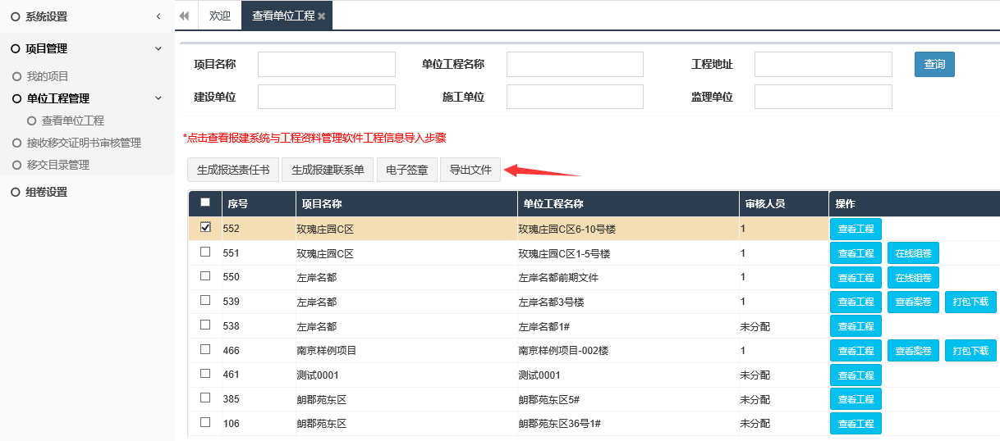 系统设置
项目管理
我的项目
单位工程管理
查看单位工程
接收移交证明书审核管理
移交目录管理
组卷设置
欢迎 查看单位工程
项目名称 单位工程名称 工程地址 查询
建设单位 施工单位 监理单位
*点击查看报建系统与工程资料管理软件工程信息导入步骤
生成报送责任书 生成报建联系单 电子签章 导出文件
序号 项目名称 单位工程名称 审核人员 操作
552 玫瑰庄园C区 玫瑰庄园C区6-10号楼 1 查看工程
551 玫瑰庄园C区 玫瑰庄园C区1-5号楼 1 查看工程 在线组卷
550 左岸名都 左岸名都前期文件 1 查看工程 在线组卷
539 左岸名都 左岸名都3号楼 1 查看工程 查看案卷 打包下载
538 左岸名都 左岸名都1# 未分配 查看工程
466 南京样例项目 南京样例项目-002楼 1 查看工程 查看案卷 打包下载
461 测试0001 测试0001 未分配 查看工程
385 朗郡苑东区 朗郡苑东区5# 未分配 查看工程
106 朗郡苑东区 朗郡苑东区36号1# 未分配 查看工程